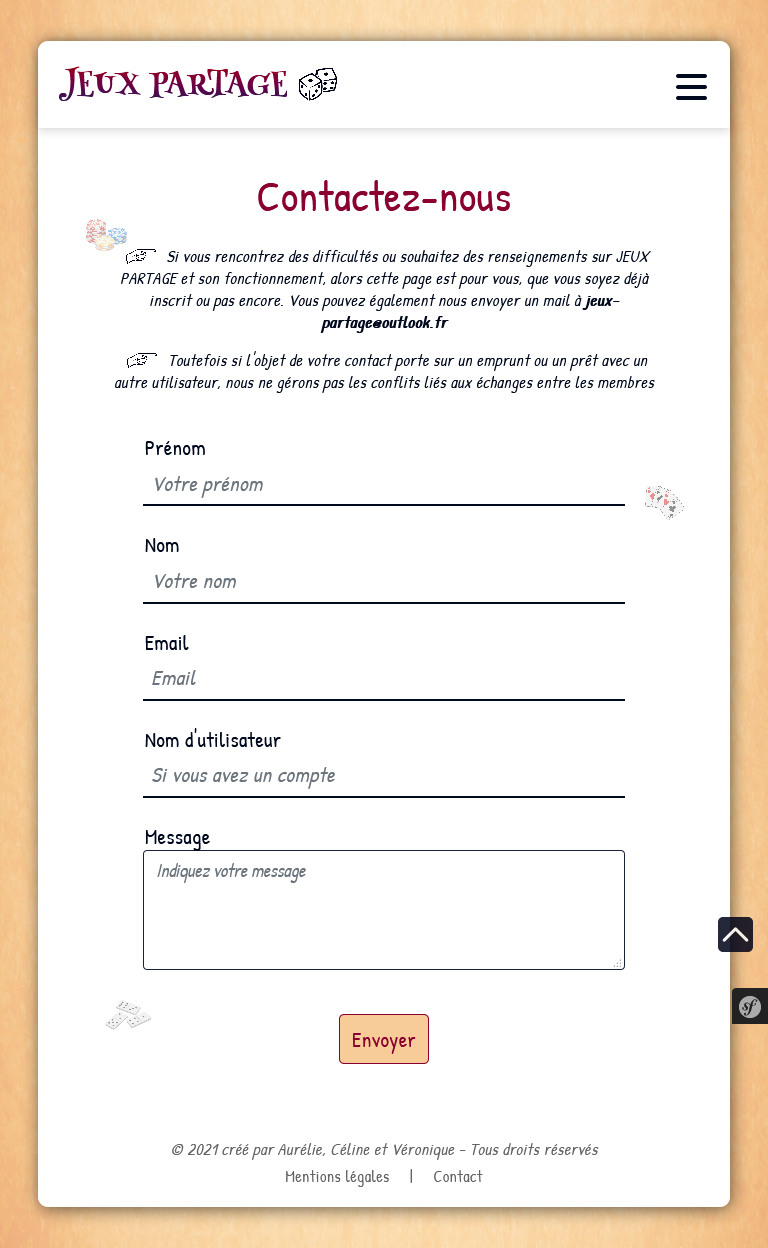 JEUX PARTAGE
Contactez-nous
Si vous rencontrez des difficultés ou souhaitez des renseignements sur JEUX
PARTAGE et son fonctionnement, alors cette page est pour vous, que vous soyez déjà
inscrit ou pas encore. Vous pouvez également nous envoyer un mail à jeux-
partage@outlook.fr
Toutefois si l'objet de votre contact porte sur un emprunt ou un prêt avec un
autre utilisateur, nous ne gérons pas les conflits liés aux échanges entre les membres
Prénom
Votre prénom
Nom
Votre nom
Email
Email
Nom d'utilisateur
Si vous avez un compte
Message
Indiquez votre message
sf
Envoyer
© 2021 créé par Aurélie, Céline et Véronique - Tous droits réservés
Mentions légales | Contact